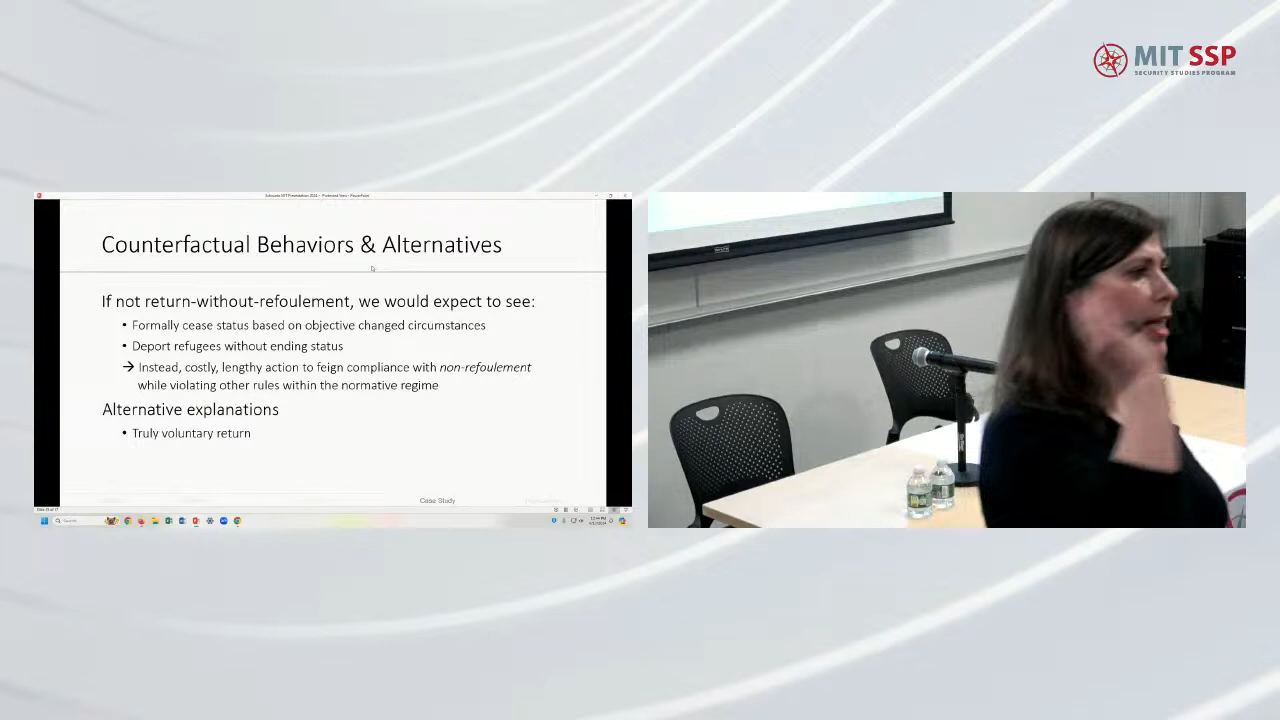 MIT SSP
SECURITY STUDIES PROGRAM
Counterfactual Behaviors & Alternatives
If not return-without-refoulement, we would expect to see:
• Formally cease status based on objective changed circumstances
• Deport refugees without ending status
→ Instead, costly, lengthy action to feign compliance with non-refoulement
while violating other rules within the normative regime
Alternative explanations
• Truly voluntary return
Case Study
Search